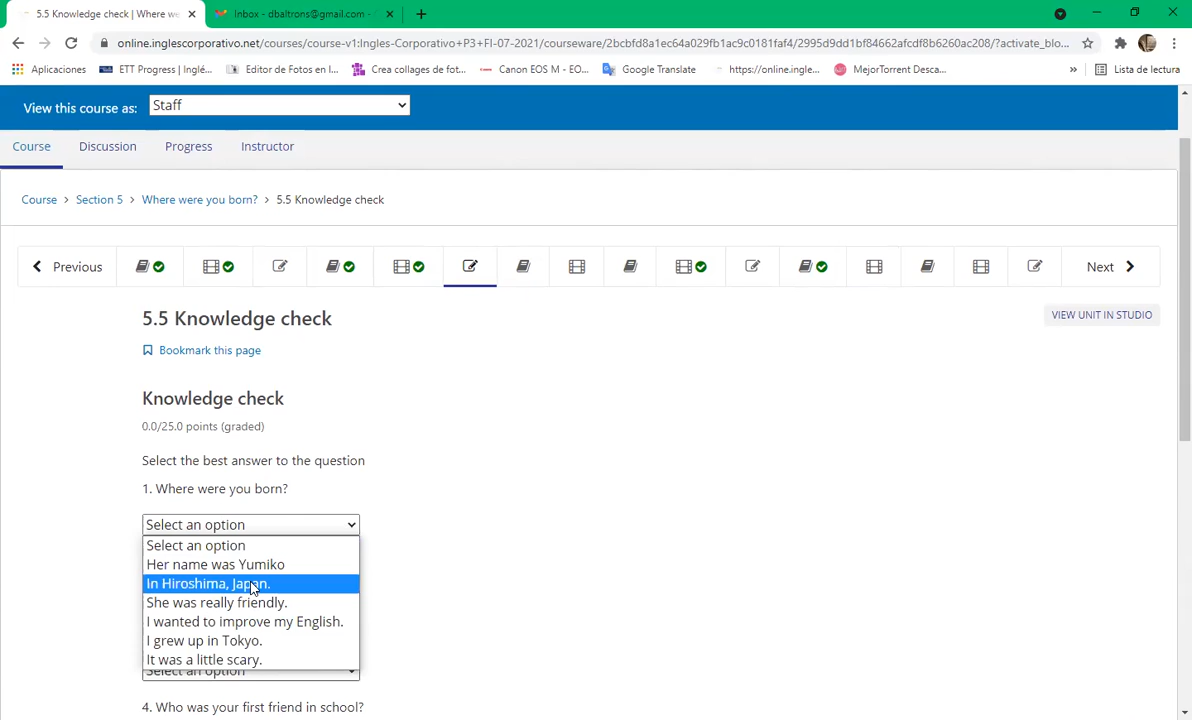 5.5 Knowledge check | Where we
Inbox - dbaltrons@gmail.com -
online.inglescorporativo.net/courses/course-v1:Ingles-Corporativo+P3+FI-07-2021/courseware/2bcbfd8a1ec64a029fb1ac9c0181faf4/2995d9dd1bf84662afcdf8b6260ac208/?activate_blo...
Aplicaciones
ETT Progress | Inglé...
Editor de Fotos en l...
Crea collages de fot...
Canon EOS M - EO...
Google Translate
https://online.ingle...
MejorTorrent Desca...
»
Lista de lectura
View this course as:
Staff
Course
Discussion
Progress
Instructor
Course > Section 5 > Where were you born? > 5.5 Knowledge check
Previous
Next
5.5 Knowledge check
VIEW UNIT IN STUDIO
Bookmark this page
Knowledge check
0.0/25.0 points (graded)
Select the best answer to the question
1. Where were you born?
Select an option
Select an option
Her name was Yumiko
In Hiroshima, Japan.
She was really friendly.
I wanted to improve my English.
I grew up in Tokyo.
It was a little scary.
Select an option
4. Who was your first friend in school?